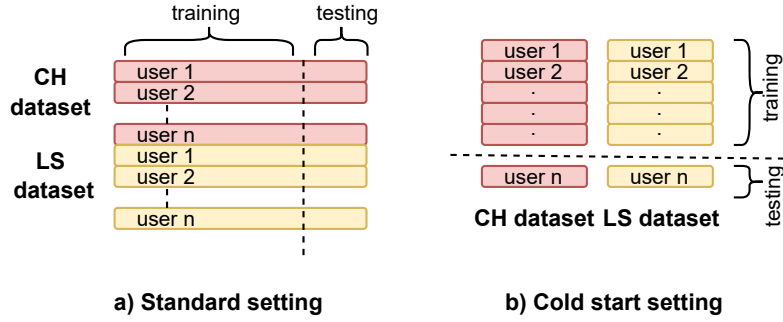 training
testing
CH
dataset
user 1
user 2
user n
LS
dataset
user 1
user 2
user n
a) Standard setting
user 1
user 2
.
.
.
user 1
user 2
.
.
.
training
user n
user n
testing
CH dataset
LS dataset
b) Cold start setting